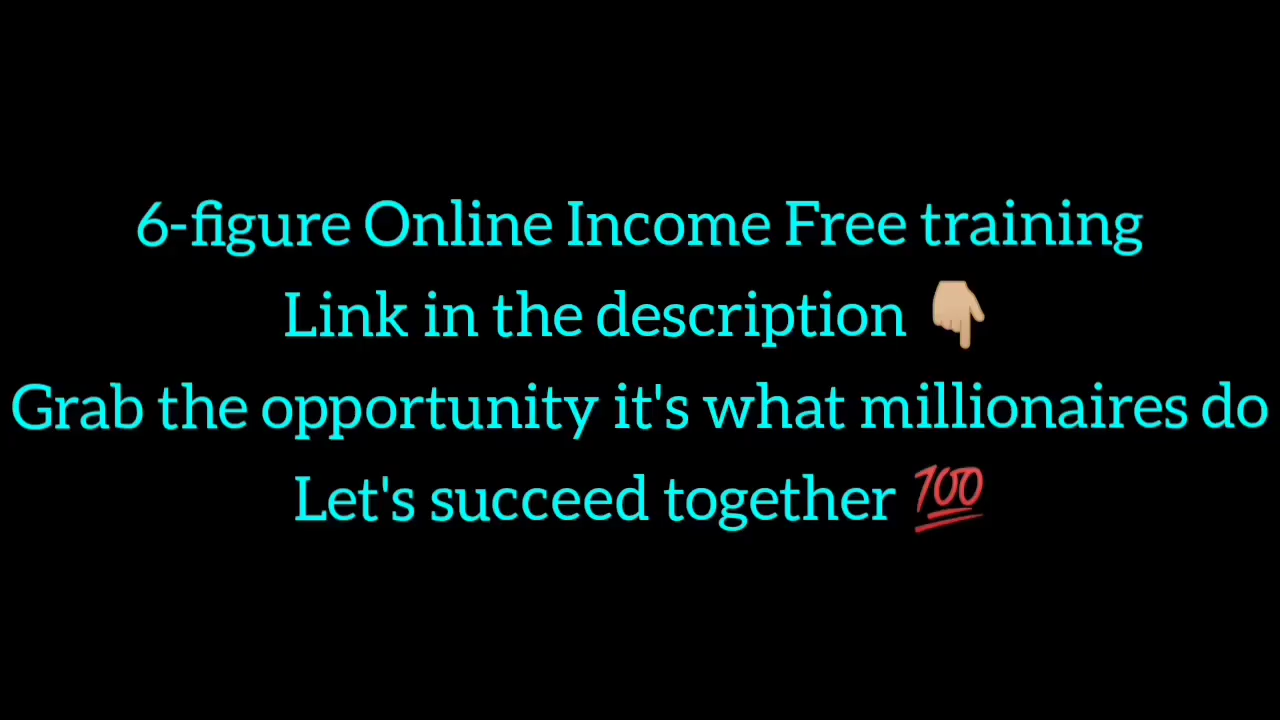 6-figure Online Income Free training
Link in the description 👇🏼
Grab the opportunity it's what millionaires do
Let's succeed together 💯